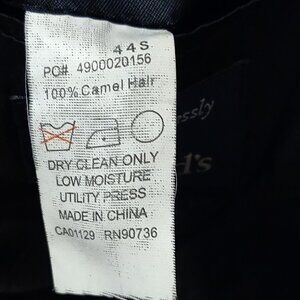 44S
PO# 4900020156
100% Camel Hair
DRY CLEAN ONLY
LOW MOISTURE
UTILITY PRESS
MADE IN CHINA
CA01129 RN90736